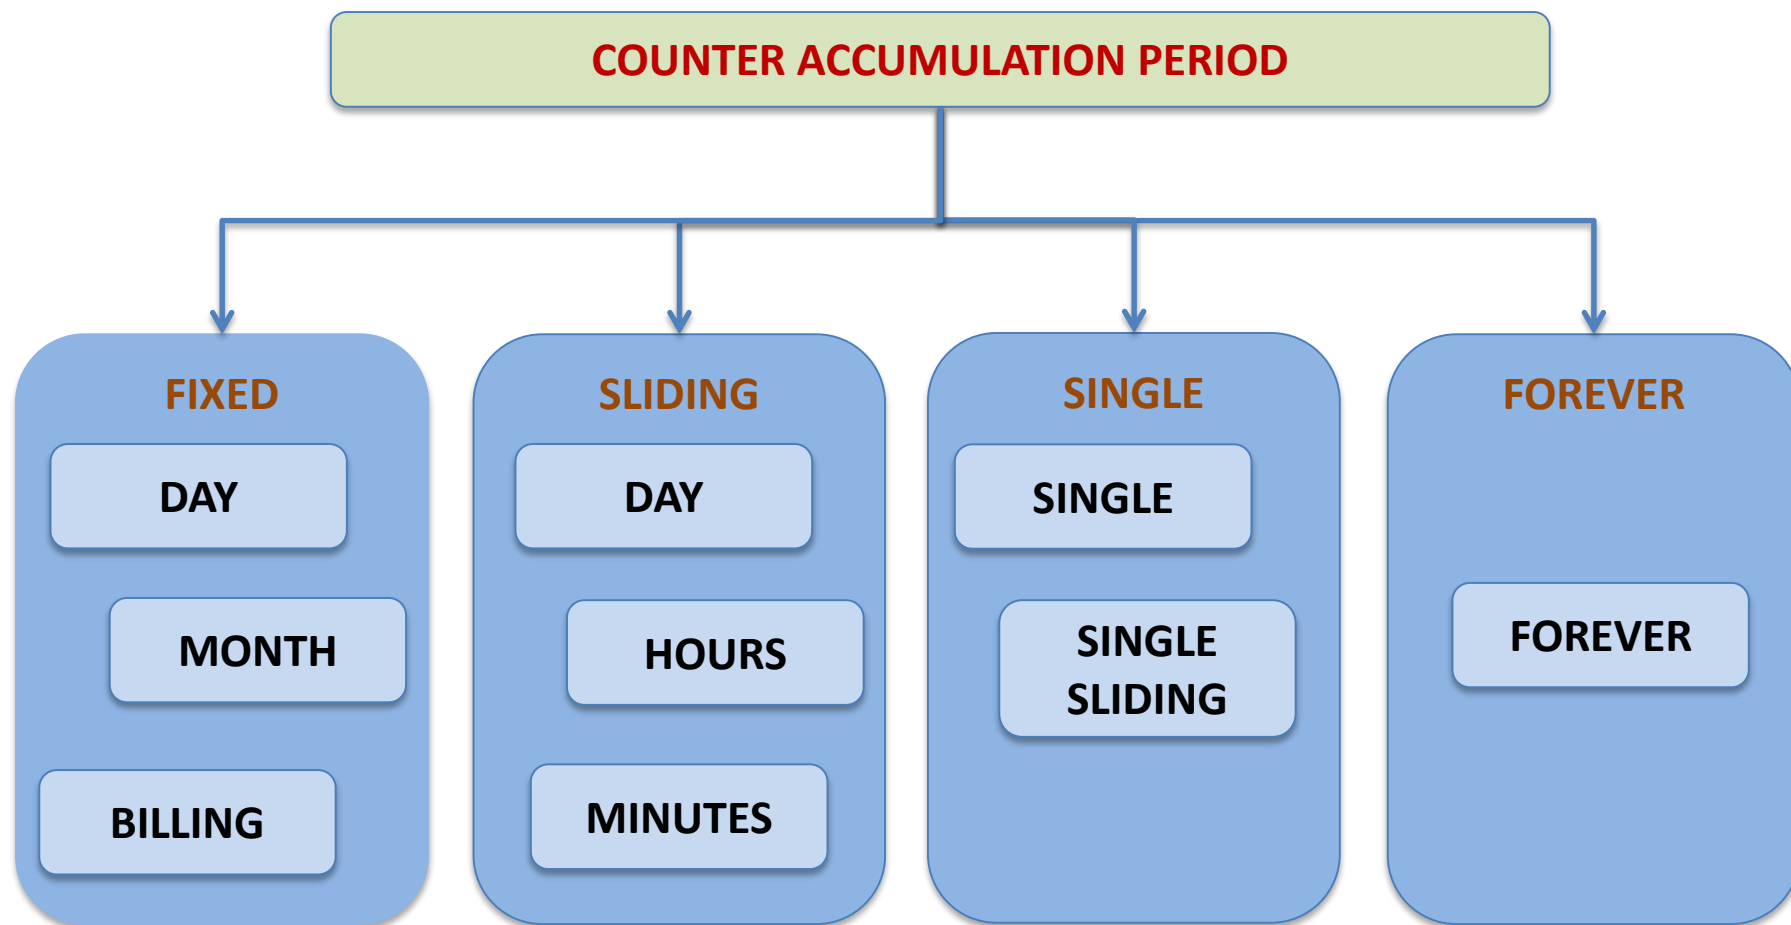 COUNTER ACCUMULATION PERIOD
FIXED
DAY
MONTH
BILLING
SLIDING
DAY
HOURS
MINUTES
SINGLE
SINGLE
SINGLE
SLIDING
FOREVER
FOREVER